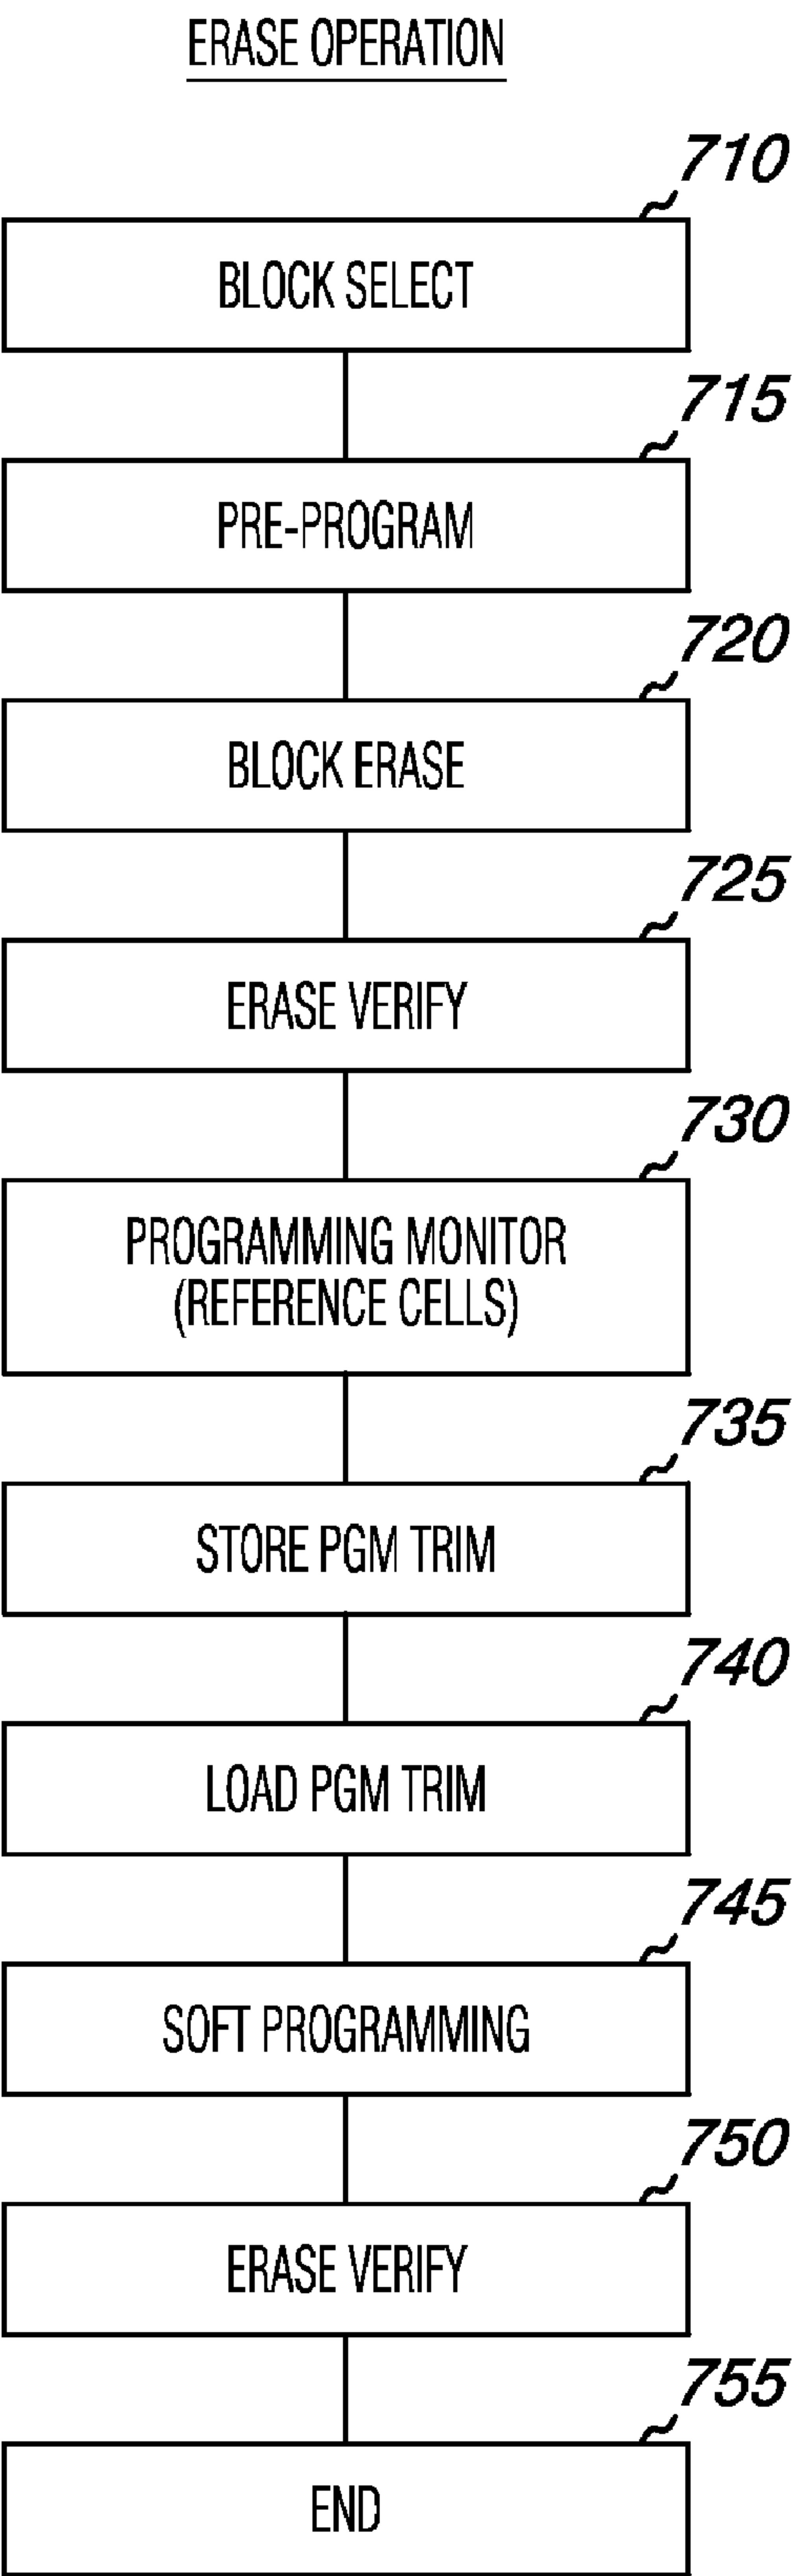 ERASE OPERATION
710
BLOCK SELECT
715
PRE-PROGRAM
720
BLOCK ERASE
725
ERASE VERIFY
730
PROGRAMMING MONITOR
(REFERENCE CELLS)
735
STORE PGM TRIM
740
LOAD PGM TRIM
745
SOFT PROGRAMMING
750
ERASE VERIFY
755
END